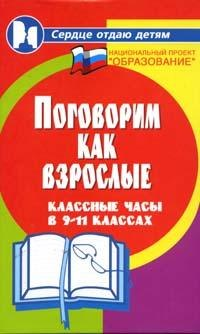 Сердце отдаю детям
НАЦИОНАЛЬНЫЙ ПРОЕКТ
"ОБРАЗОВАНИЕ"
ПОГОВОРИМ
КАК
ВЗРОСЛЫЕ
КЛАССНЫЕ ЧАСЫ
В 9-11 КЛАССАХ